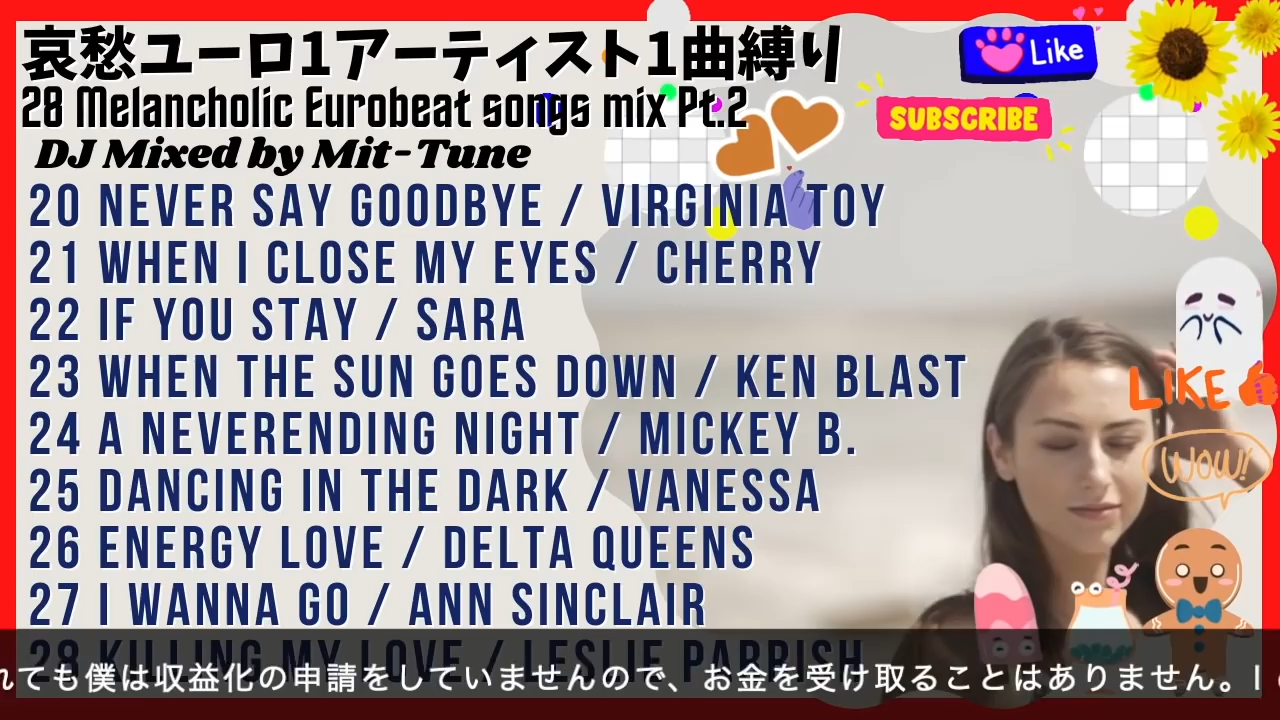 哀愁ユーロ1アーティスト1曲縛り
28 Melancholic Eurobeat songs mix Pt.2
DJ Mixed by Mit-Tune
Like
SUBSCRIBE
20 NEVER SAY GOODBYE / VIRGINIA TOY
21 WHEN I CLOSE MY EYES / CHERRY
22 IF YOU STAY / SARA
23 WHEN THE SUN GOES DOWN / KEN BLAST
LIKE
24 A NEVERENDING NIGHT / MICKEY B.
WOW!
25 DANCING IN THE DARK / VANESSA
26 ENERGY LOVE / DELTA QUEENS
27 I WANNA GO / ANN SINCLAIR
28 KILLING MY LOVE / LESLIE PARRISH
れても僕は収益化の申請をしていませんので、お金を受け取ることはありません。|